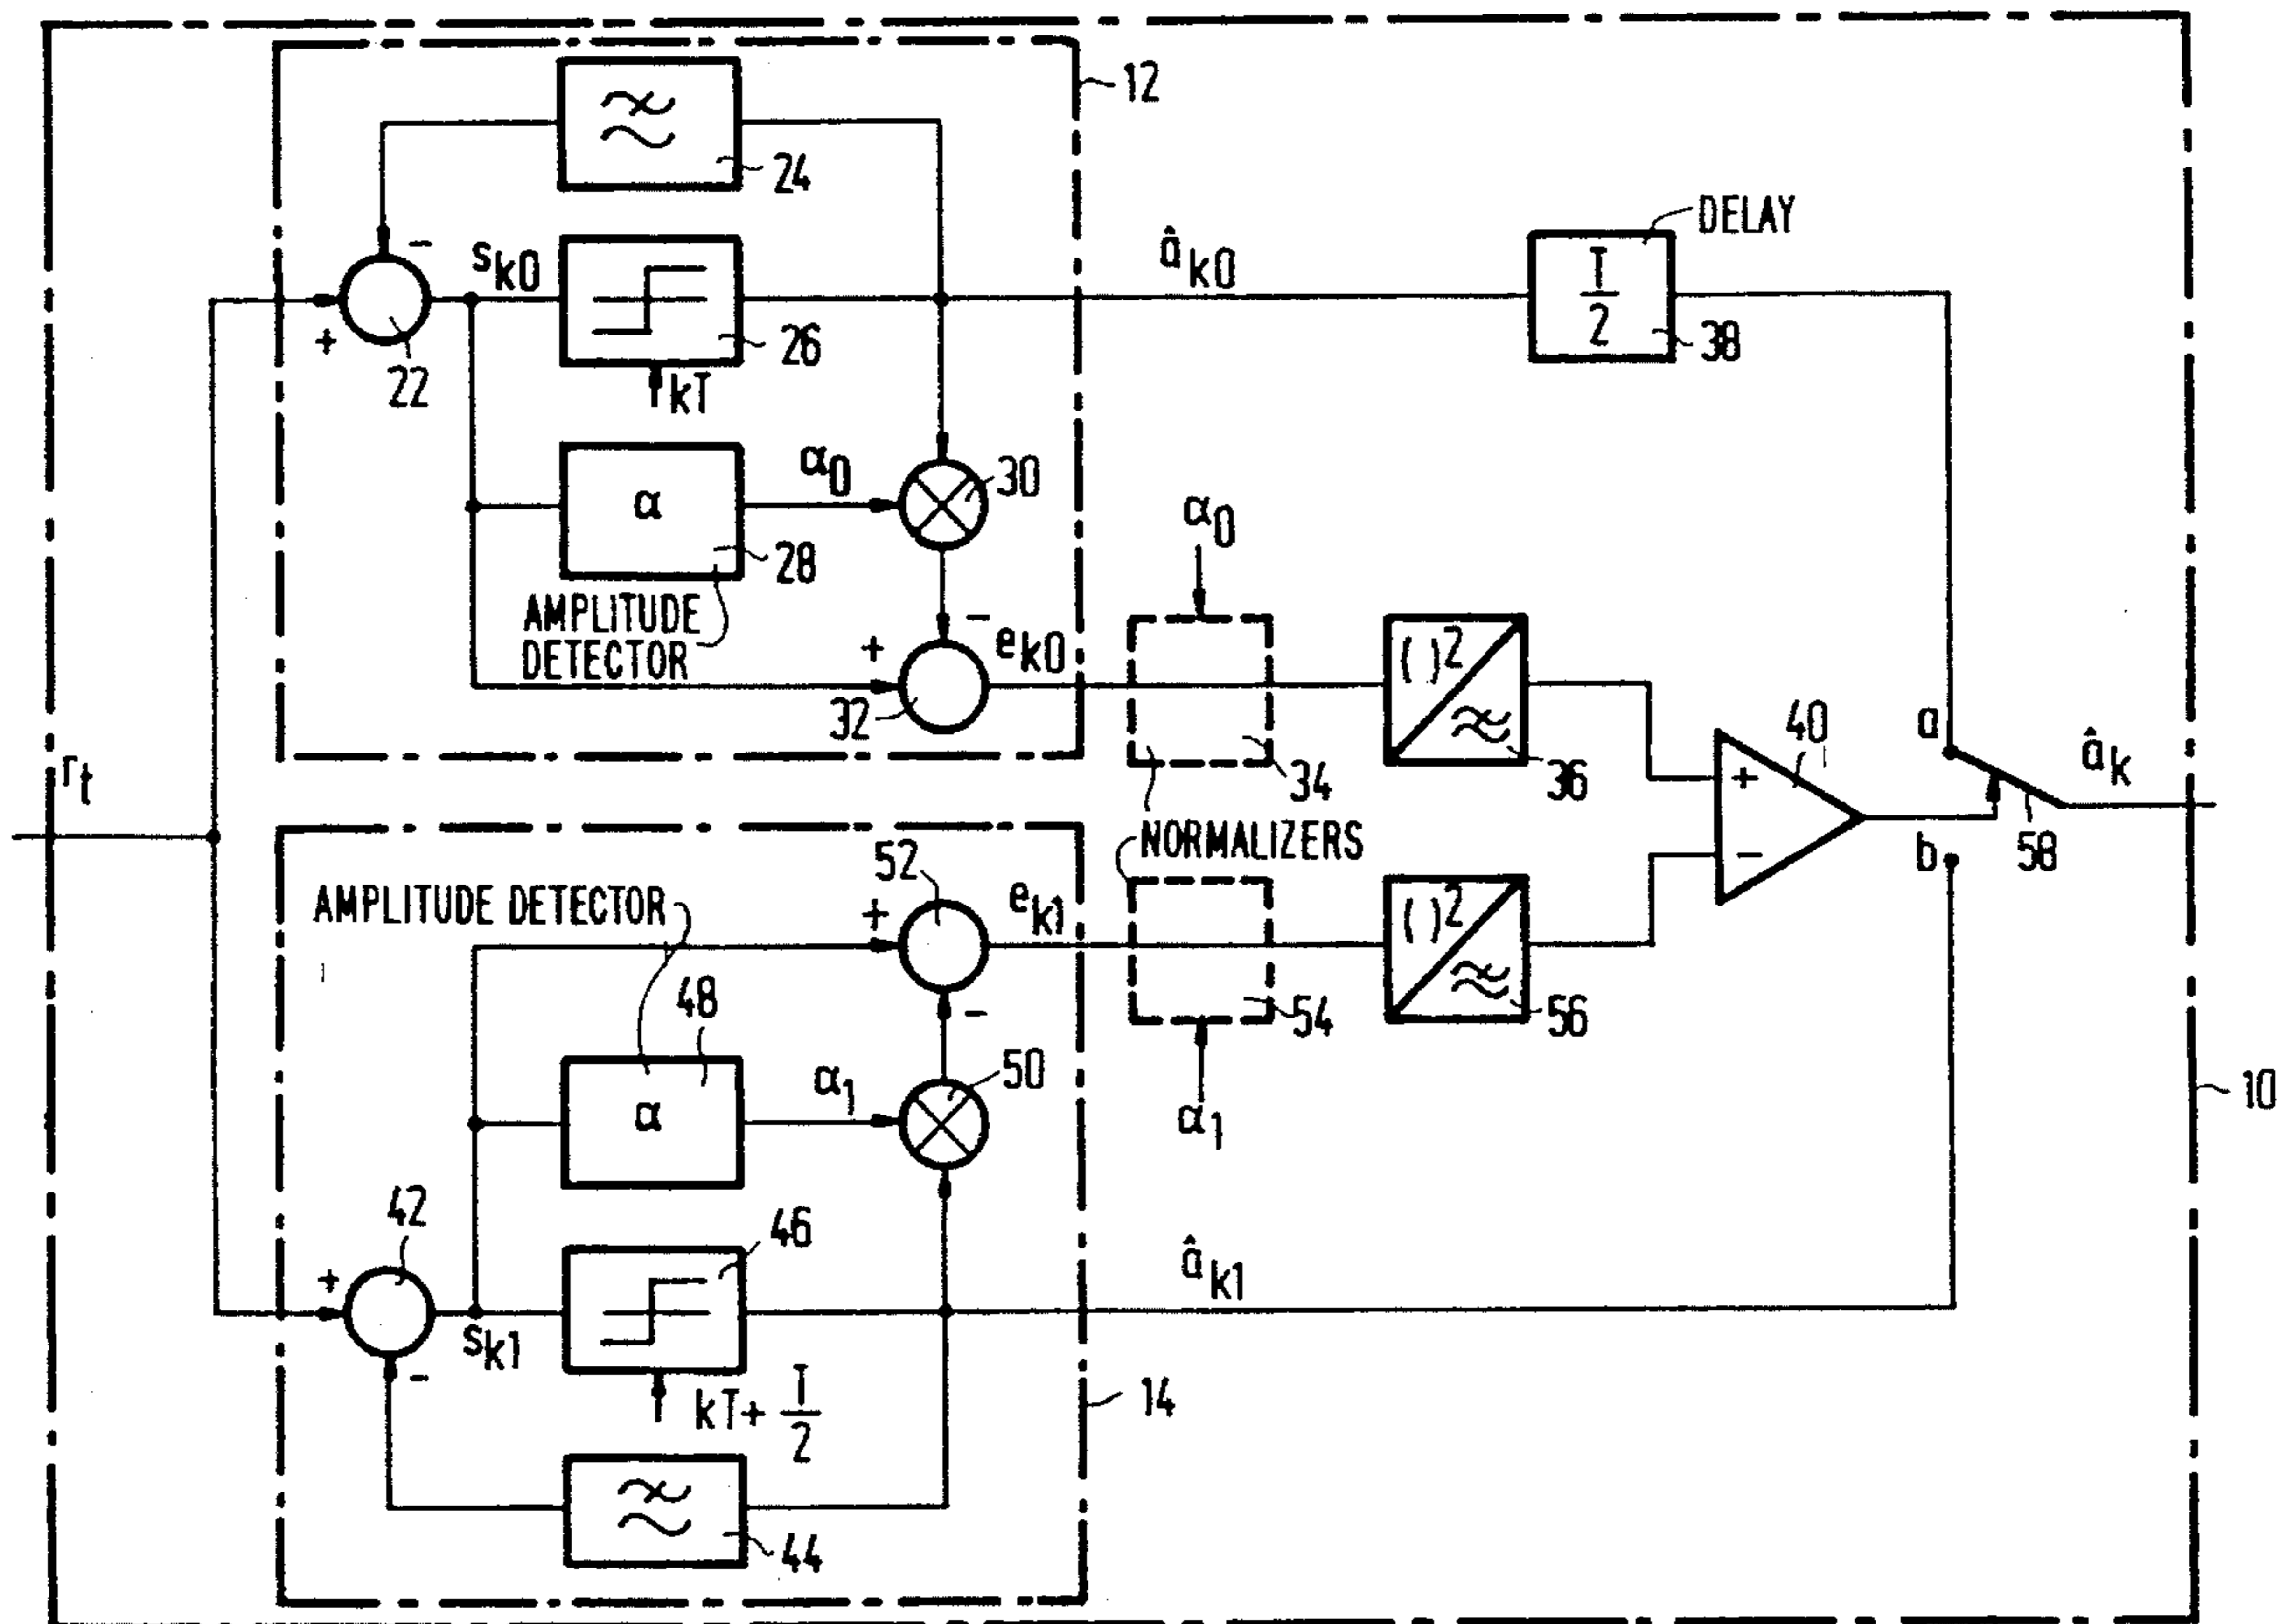 12
24
DELAY
T
2
38
-
s_k0
â_k0
+
22
26
kT
α_0
30
α
28
AMPLITUDE
DETECTOR
α_0
-
+
e_k0
32
( )2
34
36
a
40
+
â_k
r_t
NORMALIZERS
-
b
58
52
AMPLITUDE DETECTOR
+
e_k1
( )2
48
-
54
56
α_1
50
α
α_1
10
42
46
+
â_k1
s_k1
-
kT+ T
2
14
44